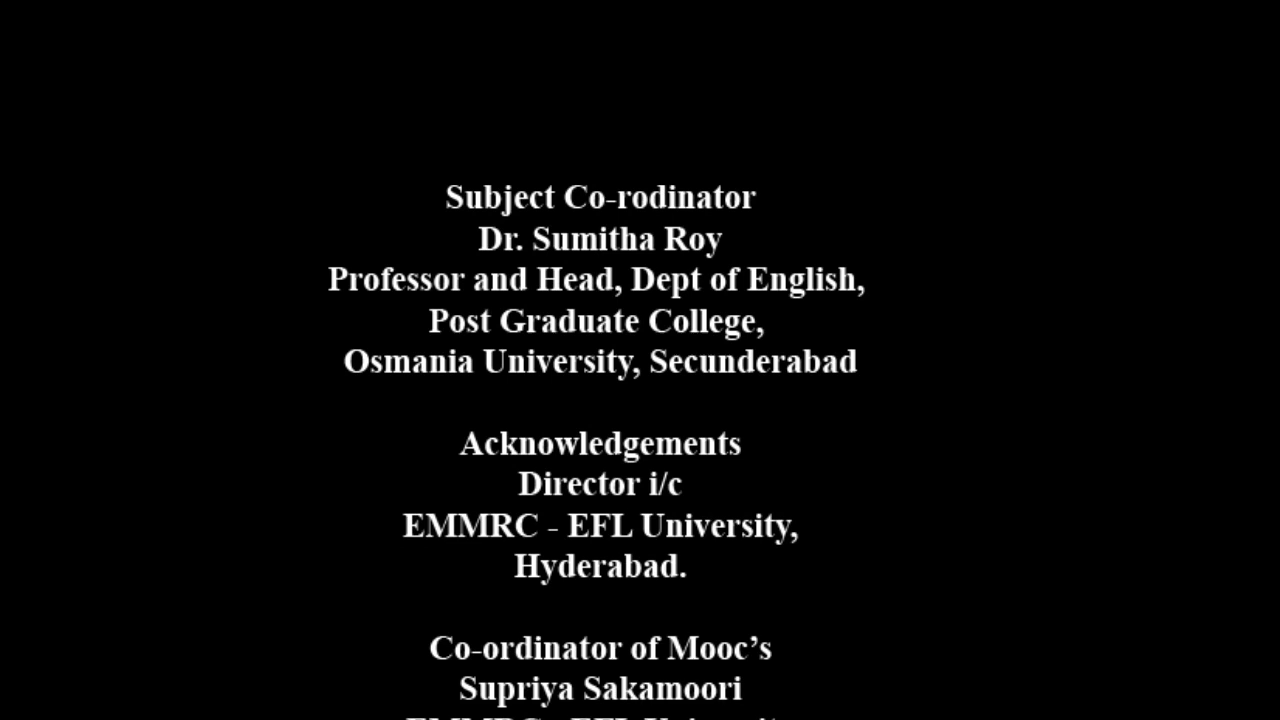 Subject Co-rodinator
Dr. Sumitha Roy
Professor and Head, Dept of English,
Post Graduate College,
Osmania University, Secunderabad
Acknowledgements
Director i/c
EMMRC - EFL University,
Hyderabad.
Co-ordinator of Mooc’s
Supriya Sakamoori